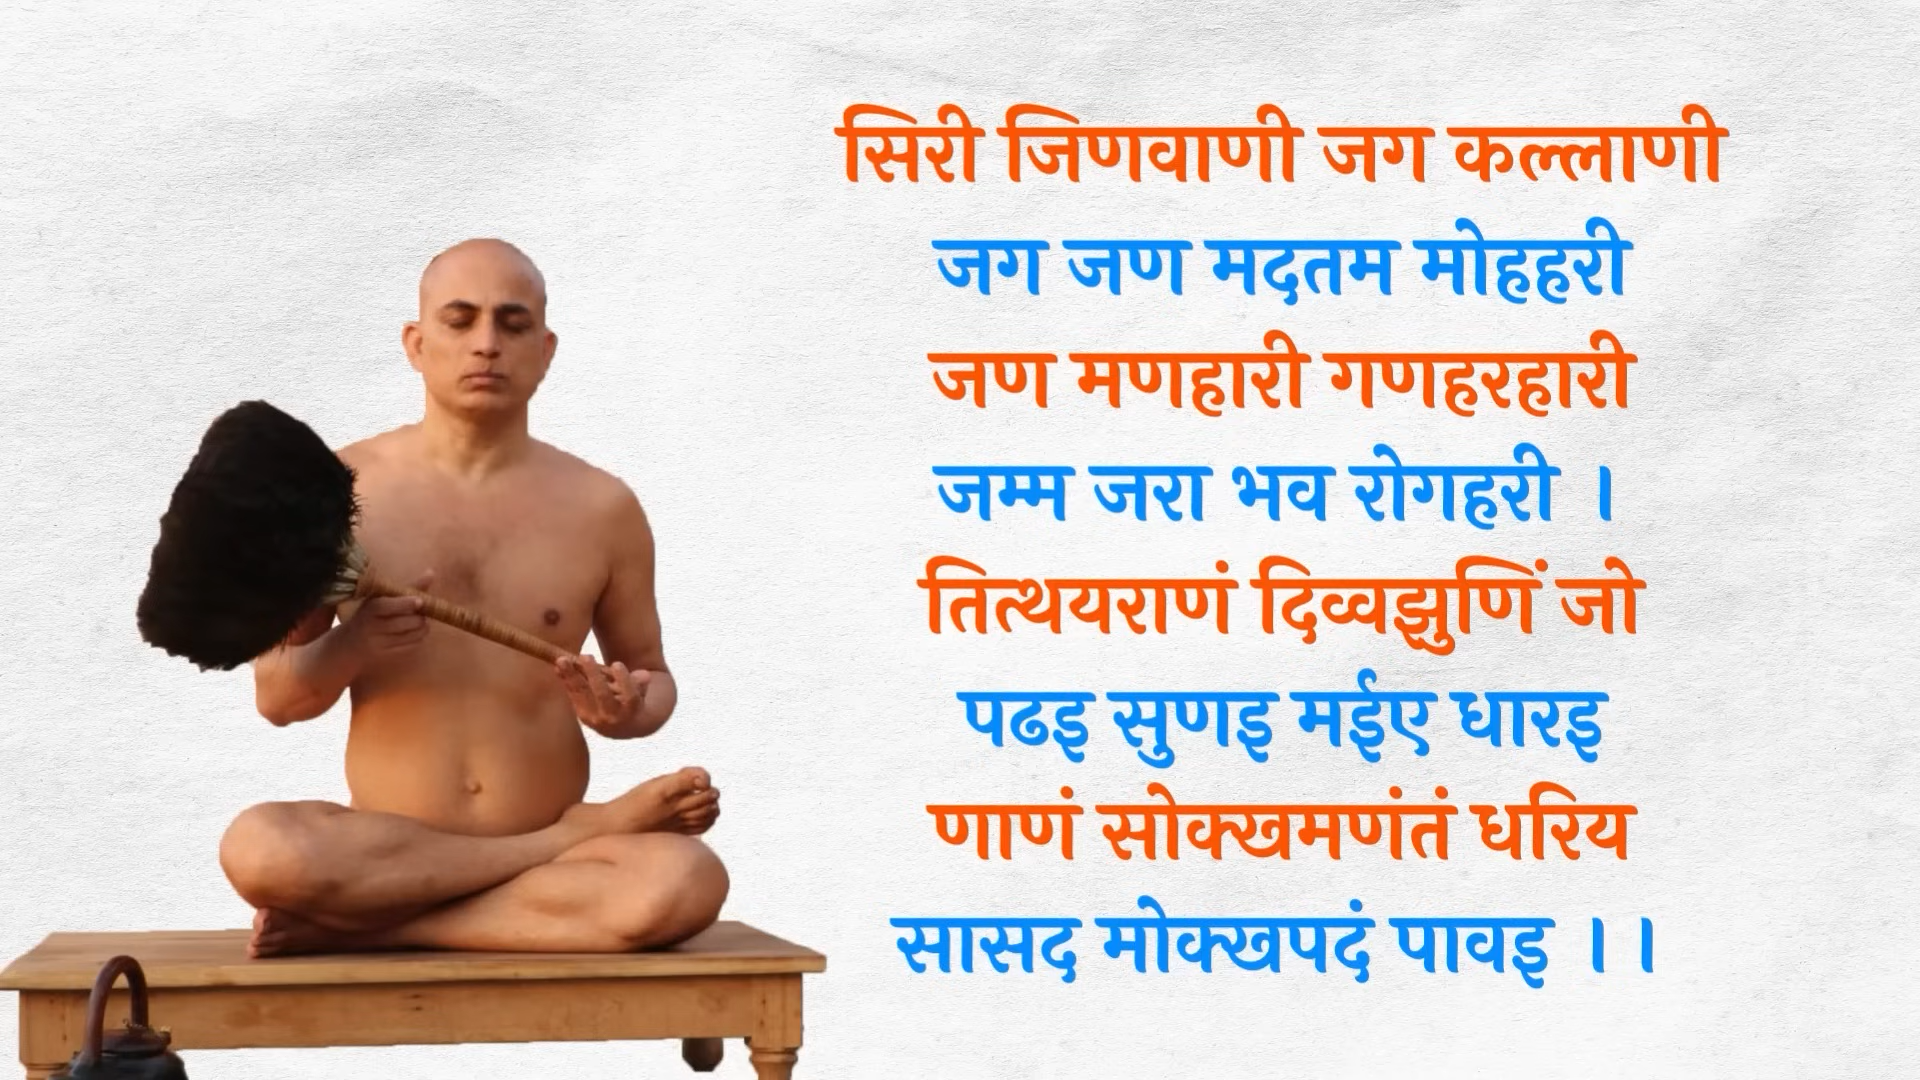 सिरी जिणवाणी जग कल्लाणी
जग जण मदतम मोहहरी
जण मणहारी गणहरहारी
जम्म जरा भव रोगहरी ।
तित्थयराणं दिव्वझुणिं जो
पढइ सुणइ मईए धारइ
णाणं सोक्खमणंतं धरिय
सासद मोक्खपदं पावइ ।।